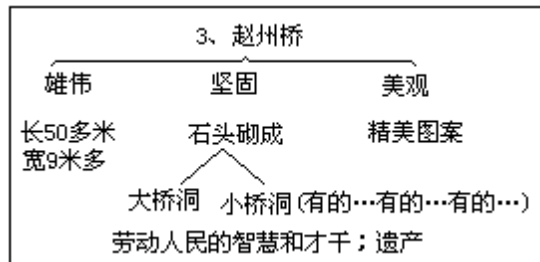 3、赵州桥
雄伟 坚固 美观
长50多米 石头砌成 精美图案
宽9米多
大桥洞 小桥洞(有的…有的…有的…)
劳动人民的智慧和才干；遗产